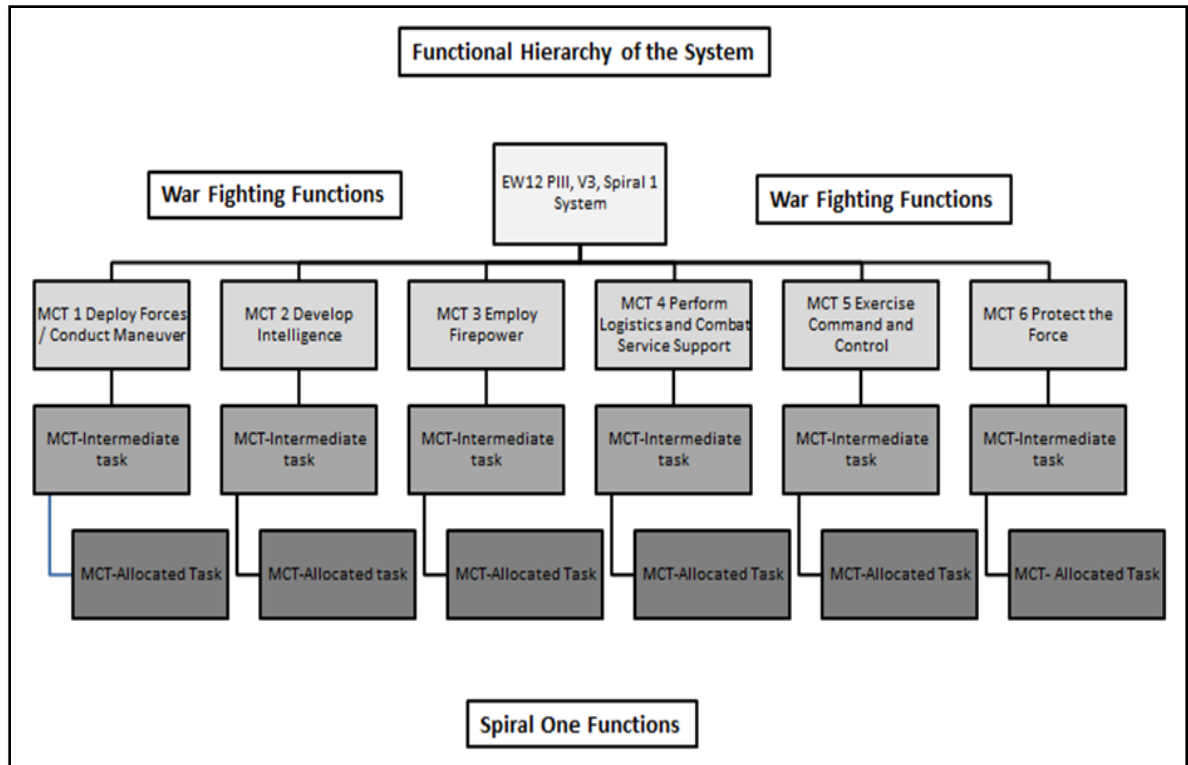 Functional Hierarchy of the System
EW12 PIII, V3, Spiral 1
System
War Fighting Functions
War Fighting Functions
MCT 1 Deploy Forces
/ Conduct Maneuver
MCT 2 Develop
Intelligence
MCT 3 Employ
Firepower
MCT 4 Perform
Logistics and Combat
Service Support
MCT 5 Exercise
Command and
Control
MCT 6 Protect the
Force
MCT-Intermediate
task
MCT-Intermediate
task
MCT-Intermediate
task
MCT-Intermediate
task
MCT-Intermediate
task
MCT-Intermediate
task
MCT-Allocated Task
MCT-Allocated task
MCT-Allocated Task
MCT-Allocated Task
MCT-Allocated Task
MCT- Allocated Task
Spiral One Functions